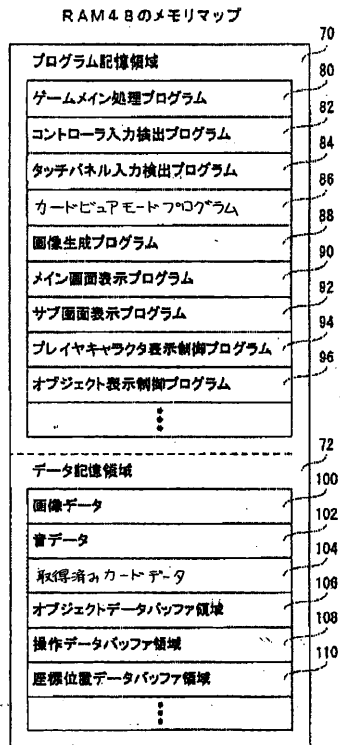 RAM48のメモリマップ
70
プログラム記憶領域
80
ゲームメイン処理プログラム
82
コントローラ入力検出プログラム
84
タッチパネル入力検出プログラム
86
カードビュアモードプログラム
88
画像生成プログラム
90
メイン画面表示プログラム
92
サブ画面表示プログラム
94
プレイヤキャラクタ表示制御プログラム
96
オブジェクト表示制御プログラム
72
データ記憶領域
100
画像データ
102
音データ
104
取得済みカードデータ
106
オブジェクトデータバッファ領域
108
操作データバッファ領域
110
座標位置データバッファ領域